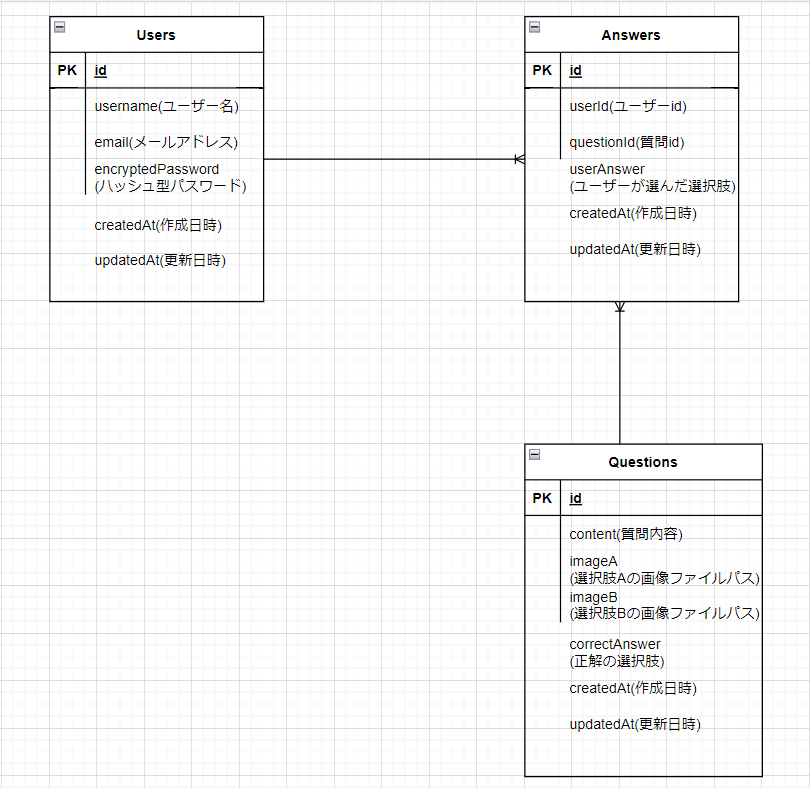 Users
PK id
username(ユーザー名)
email(メールアドレス)
encryptedPassword
(ハッシュ型パスワード)
createdAt(作成日時)
updatedAt(更新日時)
Answers
PK id
userId(ユーザーid)
questionId(質問id)
userAnswer
(ユーザーが選んだ選択肢)
createdAt(作成日時)
updatedAt(更新日時)
Questions
PK id
content(質問内容)
imageA
(選択肢Aの画像ファイルパス)
imageB
(選択肢Bの画像ファイルパス)
correctAnswer
(正解の選択肢)
createdAt(作成日時)
updatedAt(更新日時)